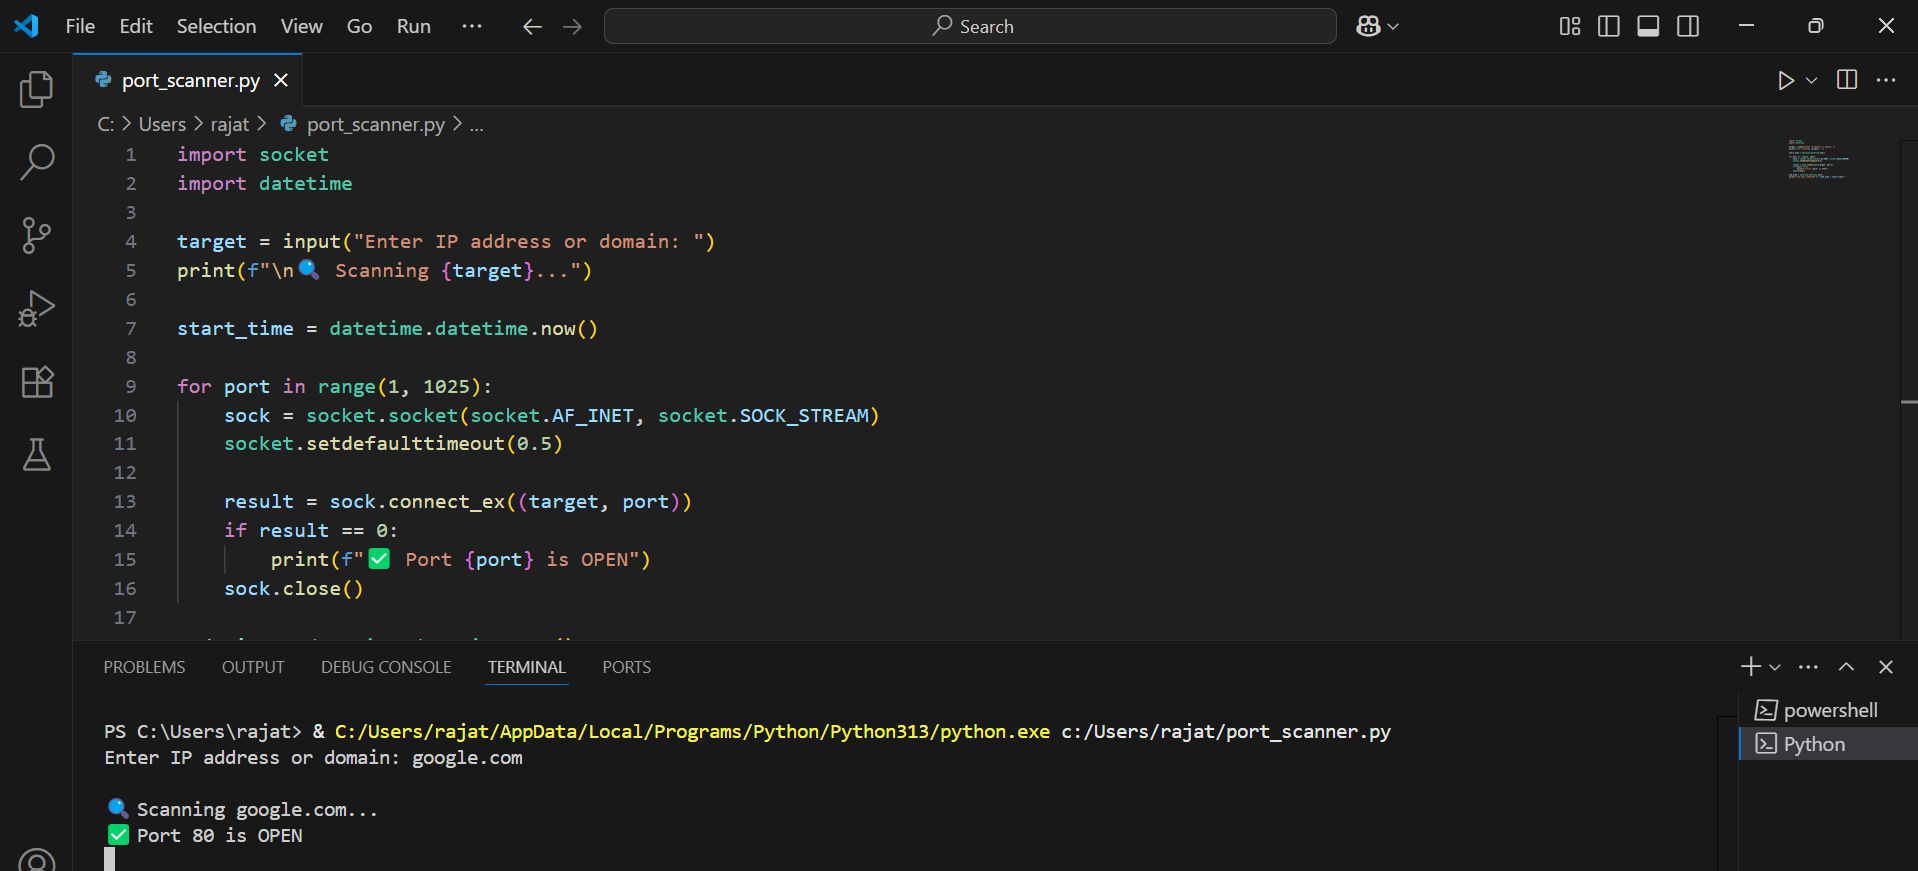 File Edit Selection View Go Run ··· Search
port_scanner.py
C: > Users > rajat > port_scanner.py > ...
1 import socket
2 import datetime
3
4 target = input("Enter IP address or domain: ")
5 print(f"\n🔍 Scanning {target}...")
6
7 start_time = datetime.datetime.now()
8
9 for port in range(1, 1025):
10 sock = socket.socket(socket.AF_INET, socket.SOCK_STREAM)
11 socket.setdefaulttimeout(0.5)
12
13 result = sock.connect_ex((target, port))
14 if result == 0:
15 print(f"✅ Port {port} is OPEN")
16 sock.close()
17
PROBLEMS OUTPUT DEBUG CONSOLE TERMINAL PORTS
PS C:\Users\rajat> & C:/Users/rajat/AppData/Local/Programs/Python/Python313/python.exe c:/Users/rajat/port_scanner.py
Enter IP address or domain: google.com
🔍 Scanning google.com...
✅ Port 80 is OPEN
powershell
Python